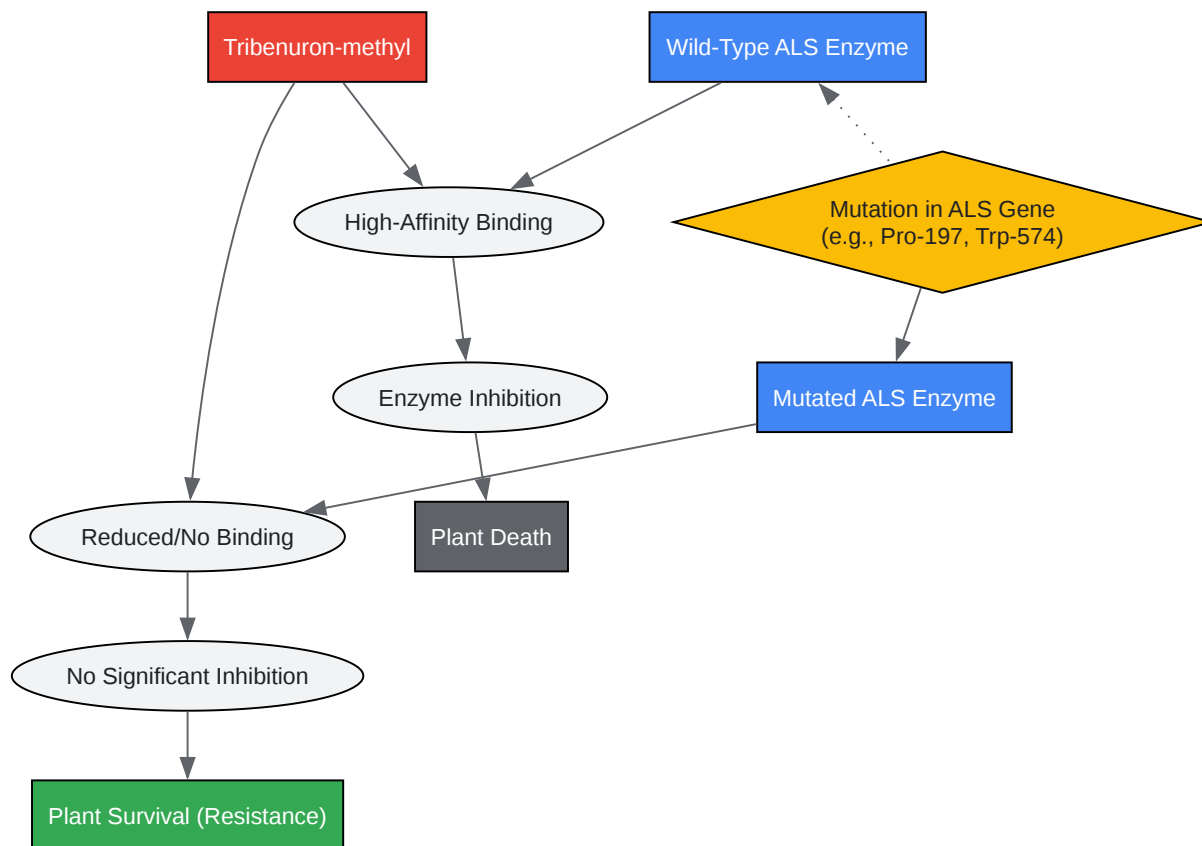 Tribenuron-methyl
Wild-Type ALS Enzyme
High-Affinity Binding
Mutation in ALS Gene
(e.g., Pro-197, Trp-574)
Enzyme Inhibition
Mutated ALS Enzyme
Reduced/No Binding
Plant Death
No Significant Inhibition
Plant Survival (Resistance)